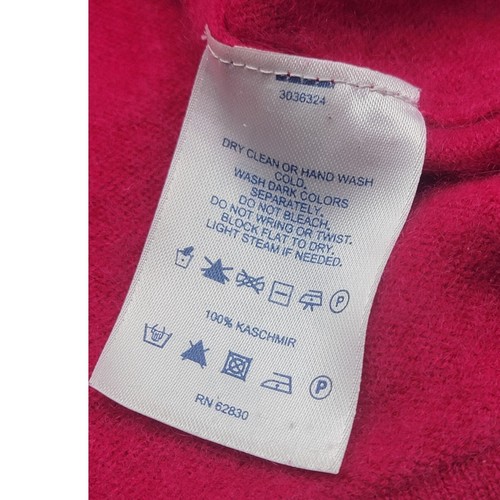 3036324
DRY CLEAN OR HAND WASH
COLD.
WASH DARK COLORS
SEPARATELY.
DO NOT BLEACH.
DO NOT WRING OR TWIST.
BLOCK FLAT TO DRY.
LIGHT STEAM IF NEEDED.
P
100% KASCHMIR
P
RN 62830